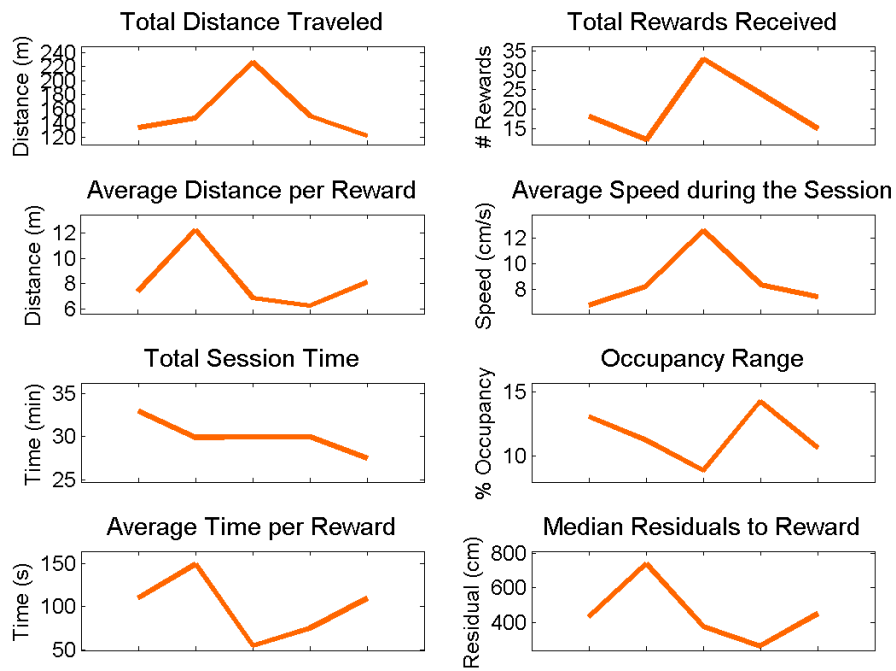 Total Distance Traveled
Distance (m)
240
220
200
180
160
140
120
Total Rewards Received
# Rewards
35
30
25
20
15
Average Distance per Reward
Distance (m)
12
10
8
6
Average Speed during the Session
Speed (cm/s)
12
10
8
Total Session Time
Time (min)
35
30
25
Occupancy Range
% Occupancy
15
10
Average Time per Reward
Time (s)
150
100
50
Median Residuals to Reward
Residual (cm)
800
600
400